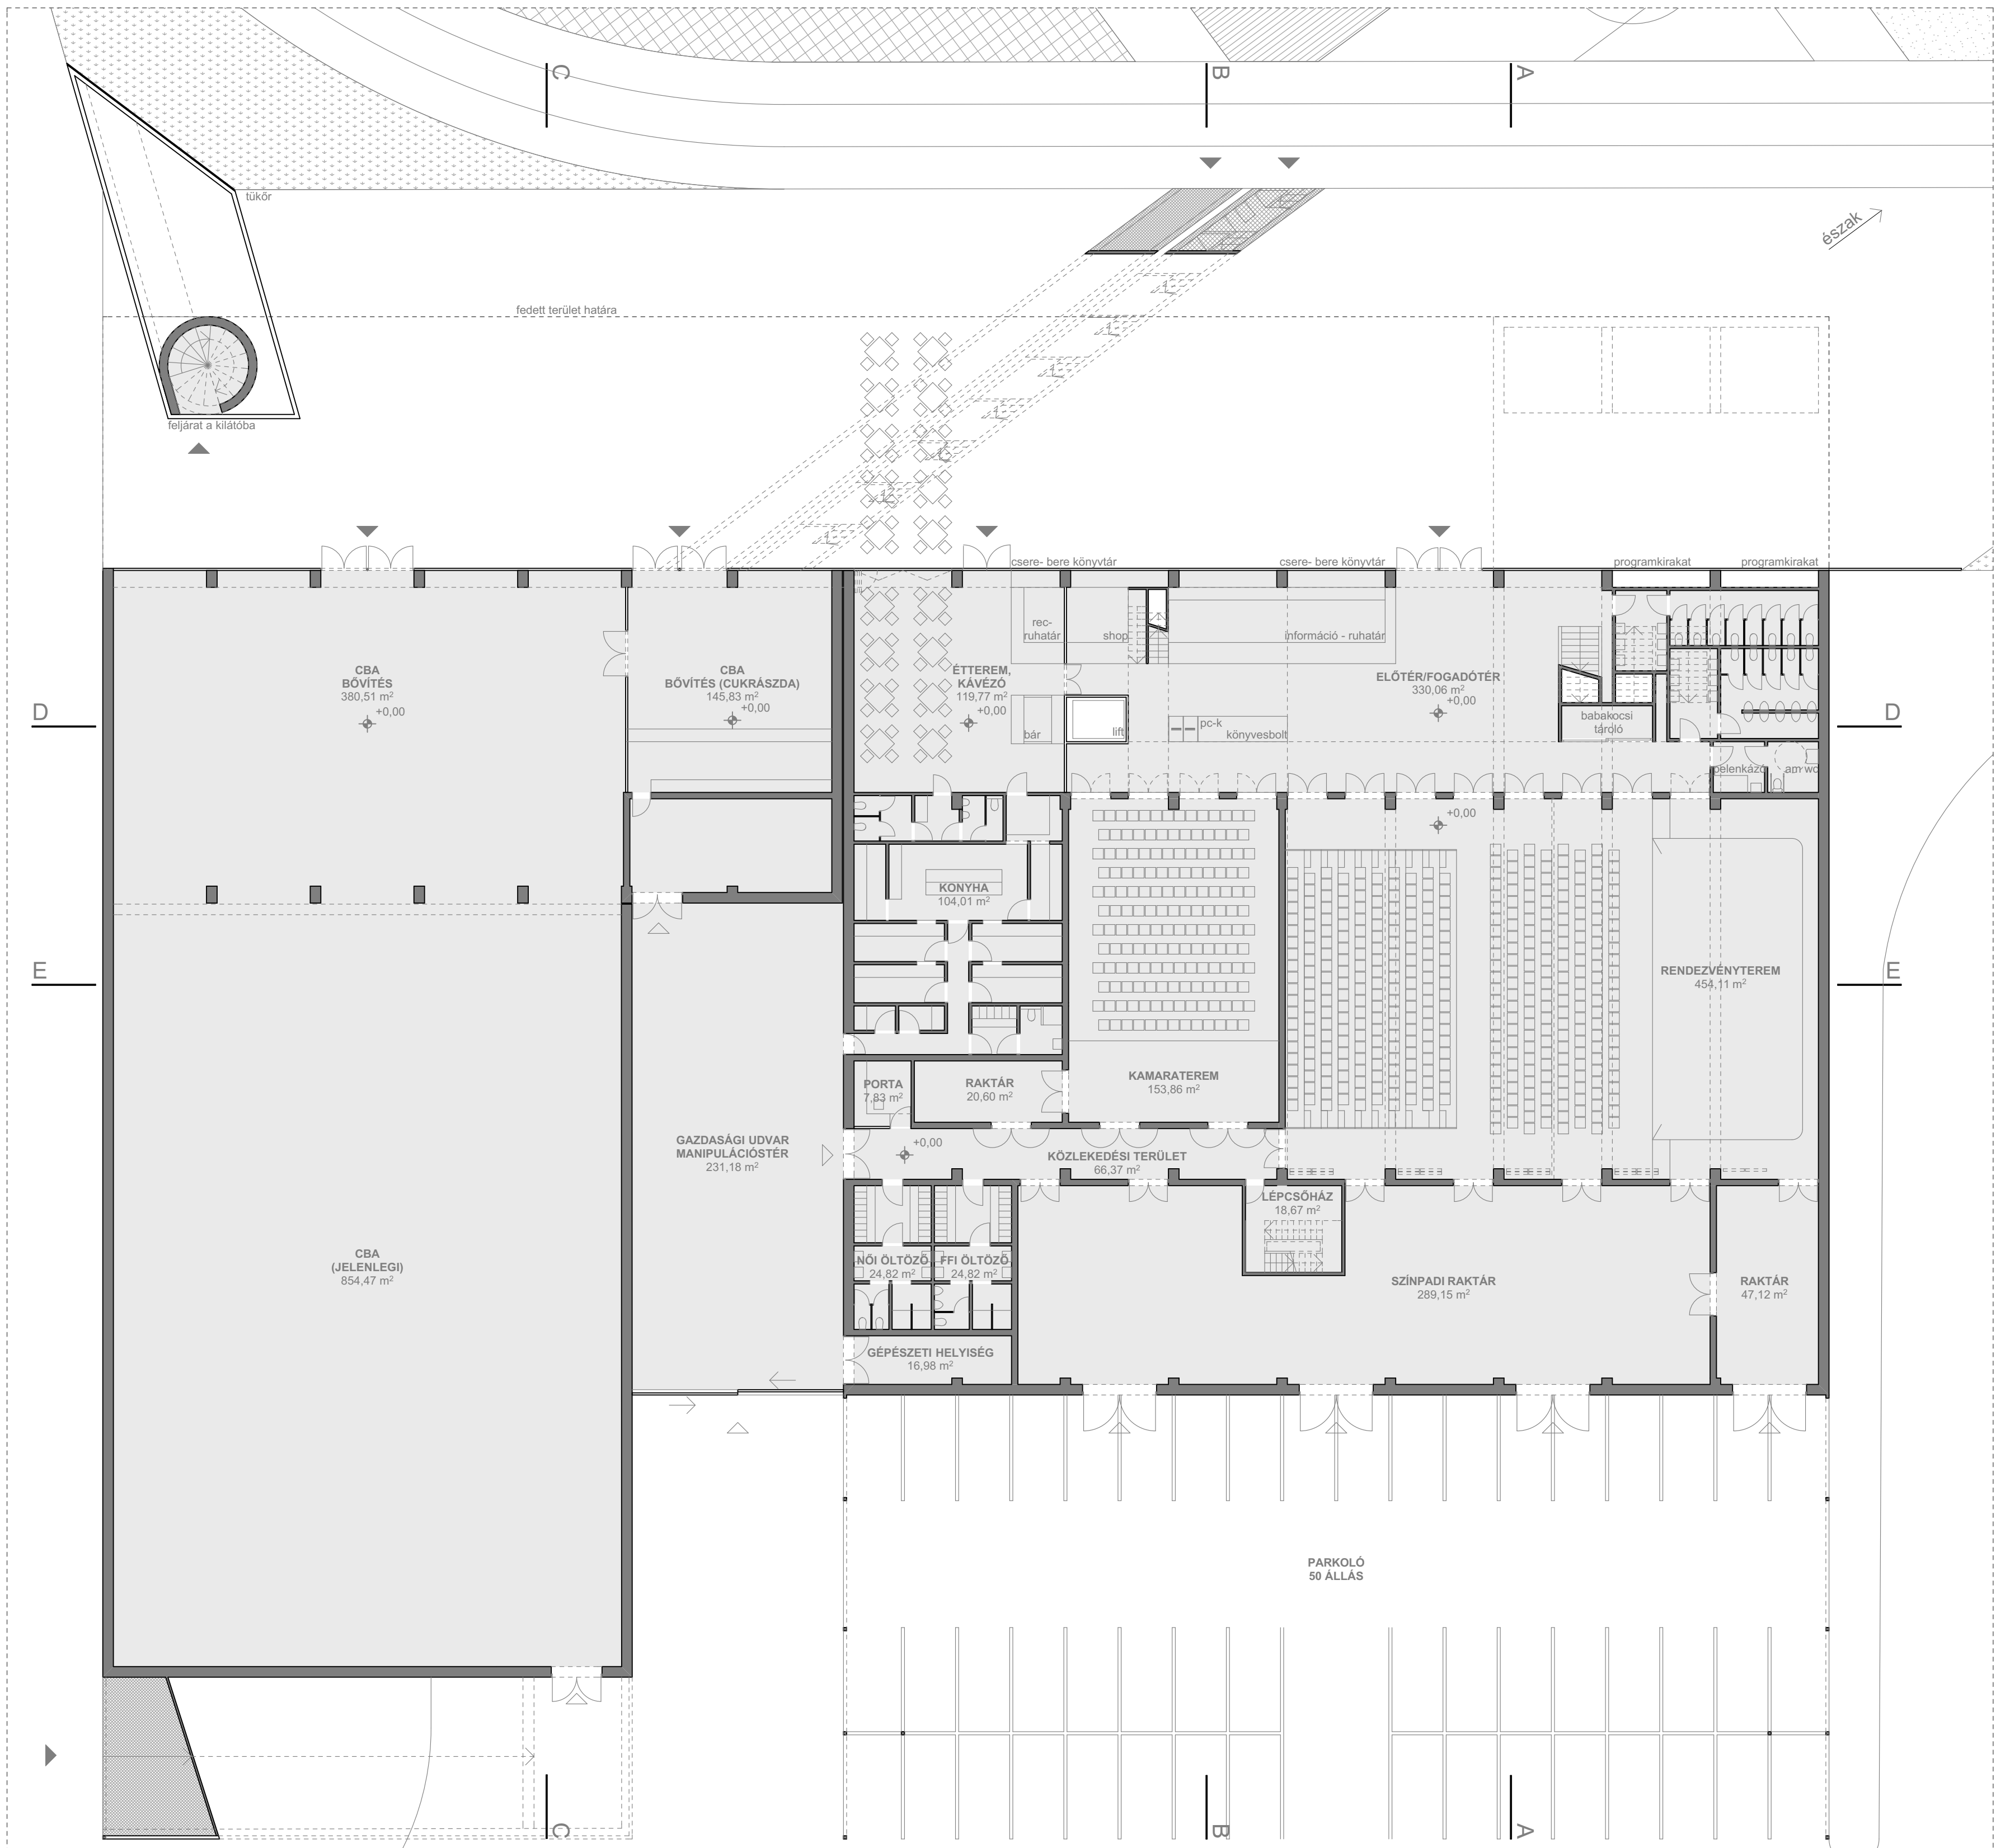 C
B
A
tükőr
észak
fedett terület határa
feljárat a kilátóba
csere- bere könyvtár
csere- bere könyvtár
programkirakat
programkirakat
rec-
ruhatár
shop
információ - ruhatár
CBA
BŐVÍTÉS
380,51 m²
+0,00
CBA
BŐVÍTÉS (CUKRÁSZDA)
145,83 m²
+0,00
ÉTTEREM,
KÁVÉZÓ
119,77 m²
+0,00
ELŐTÉR/FOGADÓTÉR
330,06 m²
+0,00
D
D
bár
lift
pc-k
könyvesbolt
babakocsi
tároló
pelenkázó
am wc
+0,00
KONYHA
104,01 m²
E
E
RENDEZVÉNYTEREM
454,11 m²
PORTA
7,83 m²
RAKTÁR
20,60 m²
KAMARATEREM
153,86 m²
GAZDASÁGI UDVAR
MANIPULÁCIÓSTÉR
231,18 m²
+0,00
KÖZLEKEDÉSI TERÜLET
66,37 m²
LÉPCSŐHÁZ
18,67 m²
CBA
(JELENLEGI)
854,47 m²
NŐI ÖLTÖZŐ
24,82 m²
FFI ÖLTÖZŐ
24,82 m²
SZÍNPADI RAKTÁR
289,15 m²
RAKTÁR
47,12 m²
GÉPÉSZETI HELYISÉG
16,98 m²
PARKOLÓ
50 ÁLLÁS
C
B
A